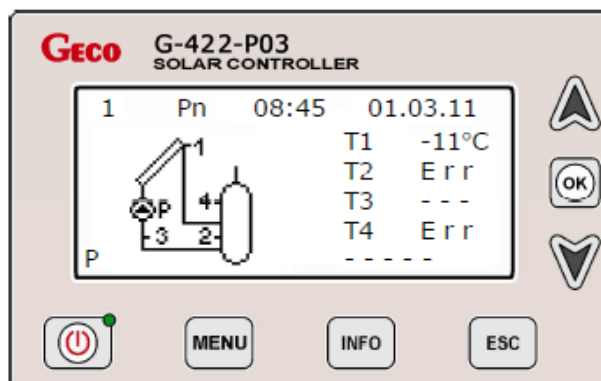 GECO G-422-P03
SOLAR CONTROLLER
1 Pn 08:45 01.03.11
T1 -11°C
T2 Err
T3 - - -
T4 Err
- - - - -
1
P
4
3
2
P
OK
MENU
INFO
ESC